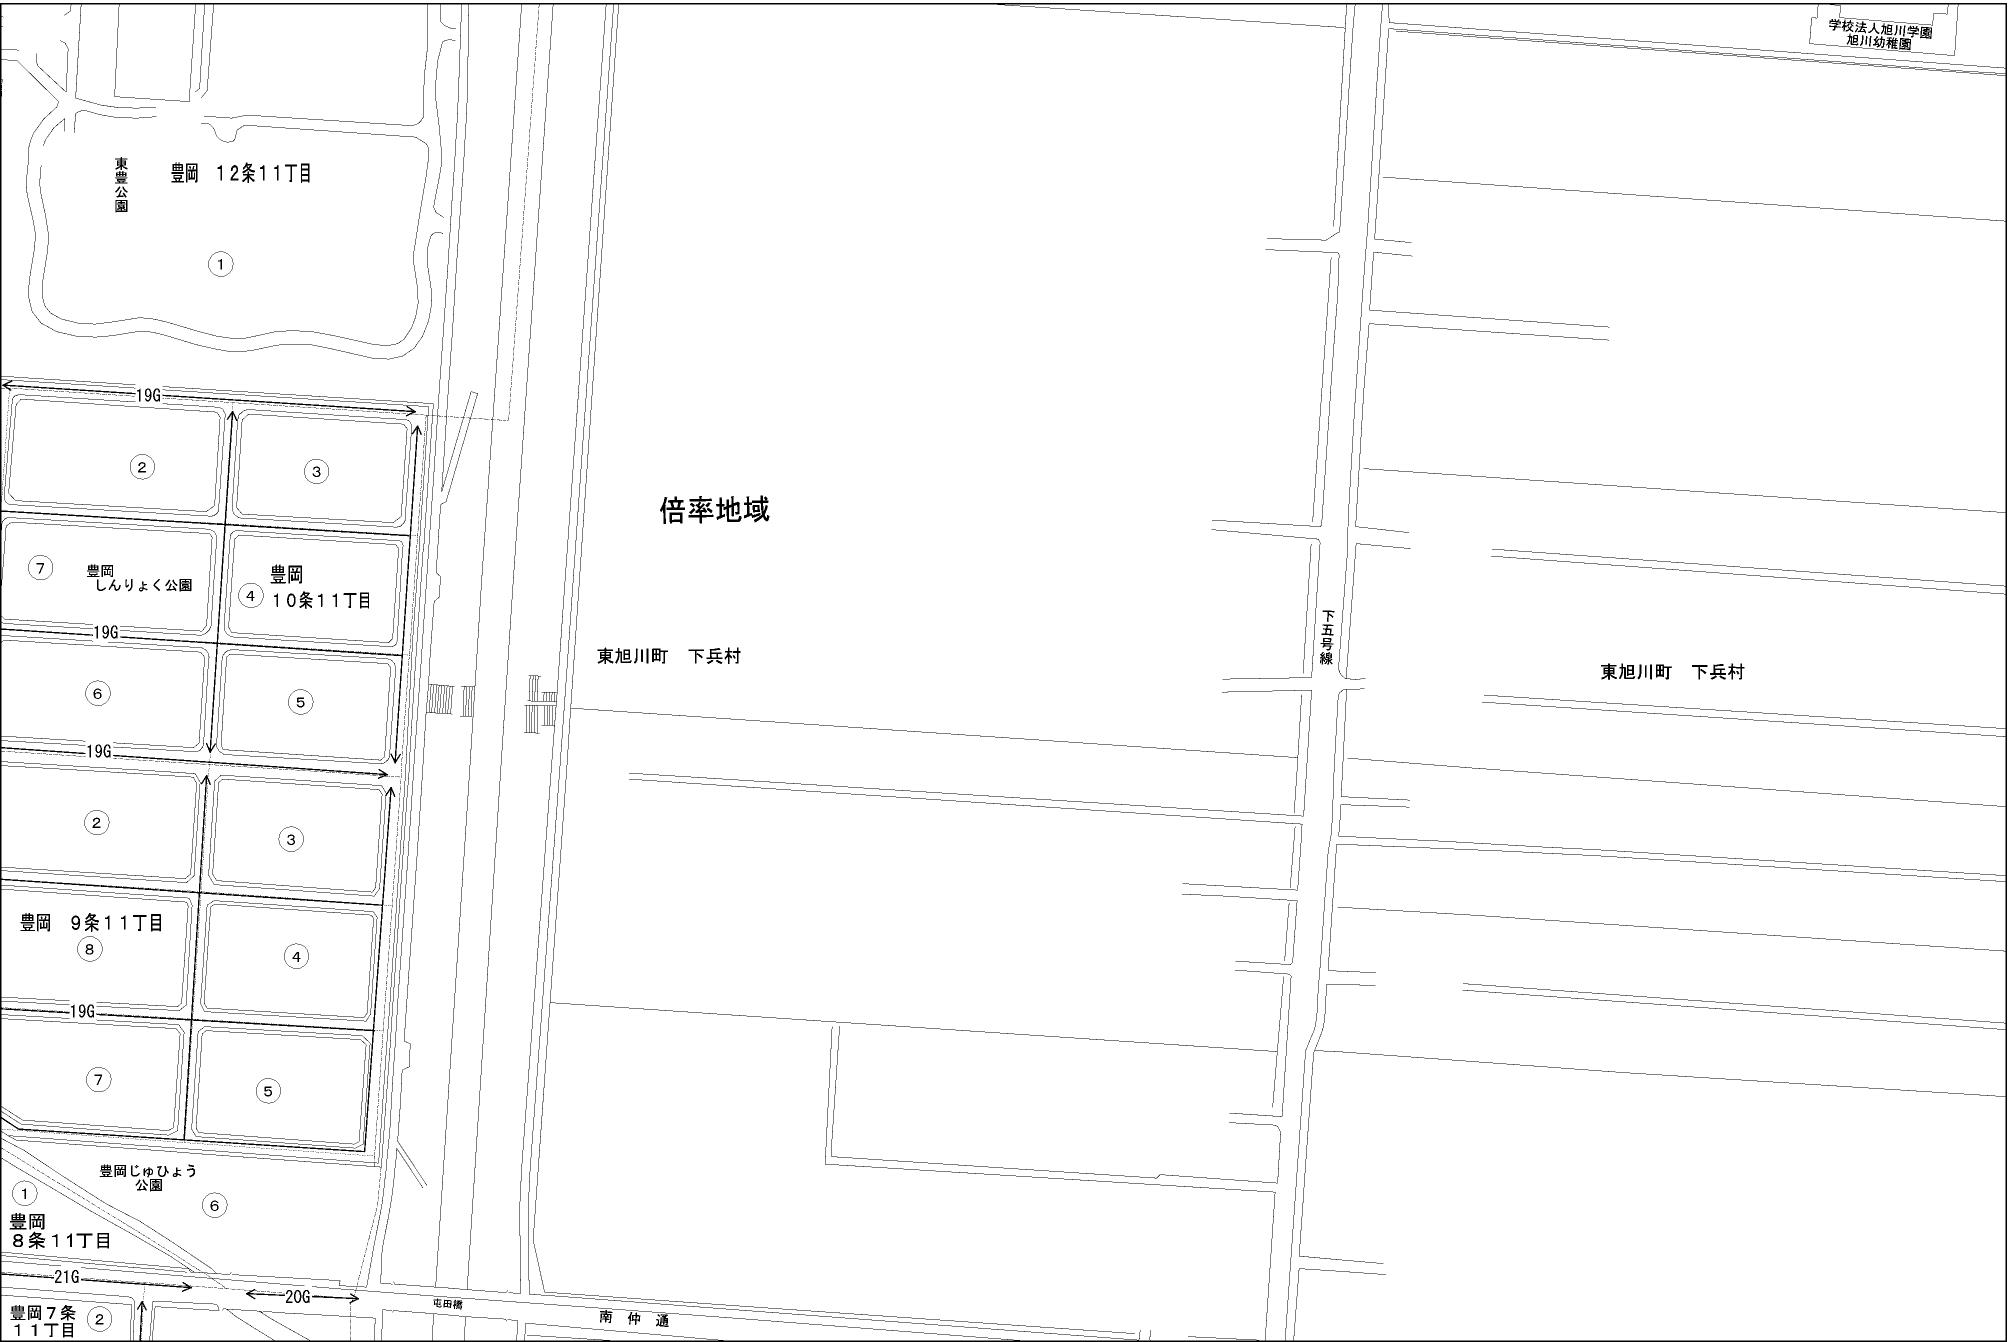 学校法人旭川学園
旭川幼稚園
東豊公園
豊岡　12条11丁目
1
19G
2
3
倍率地域
7
豊岡
しんりょく公園
豊岡
4
10条11丁目
19G
下五号線
東旭川町　下兵村
東旭川町　下兵村
6
5
19G
2
3
豊岡　9条11丁目
8
4
19G
7
5
豊岡じゅひょう
公園
1
6
豊岡
8条11丁目
21G
20G
豊岡7条
11丁目
2
屯田橋
南仲通